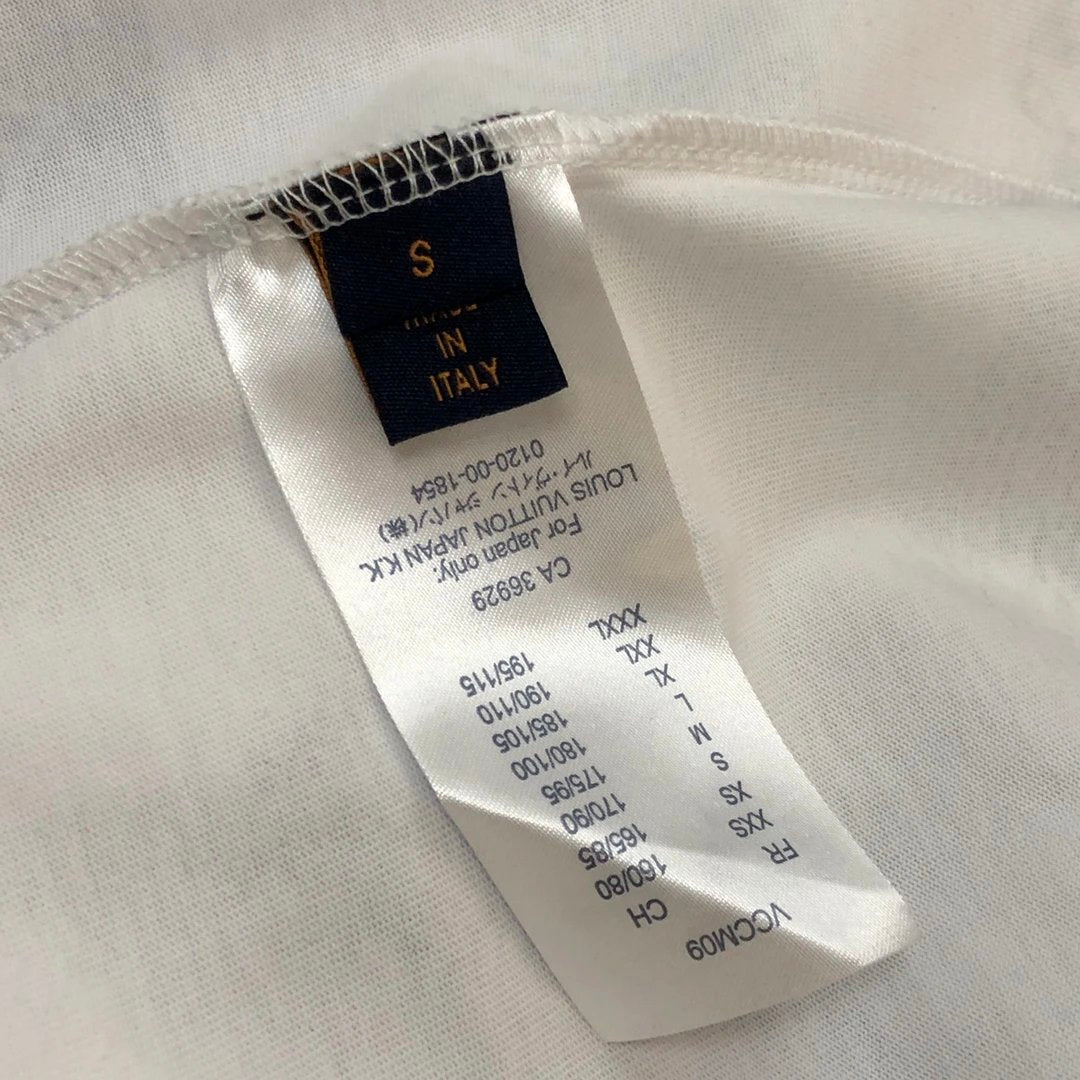 S
IN
ITALY
VCCM09
FR CH
XXS 160/80
XS 165/85
S 170/90
M 175/95
L 180/100
XL 185/105
XXL 190/110
XXXL 195/115
CA 36929
For Japan only:
LOUIS VUITTON JAPAN K.K.
ルイ・ヴィトン ジャパン(株)
0120-00-1854